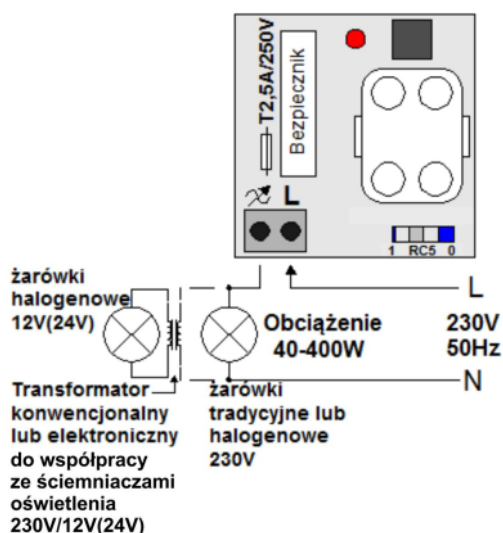 T2,5A/250V
Bezpiecznik
L
1 RC5 0
żarówki
halogenowe
12V(24V)
L
Obciążenie
40-400W
230V
50Hz
N
Transformator
konwencjonalny
lub elektroniczny
do współpracy
ze ściemniaczami
oświetlenia
230V/12V(24V)
żarówki
tradycyjne lub
halogenowe
230V